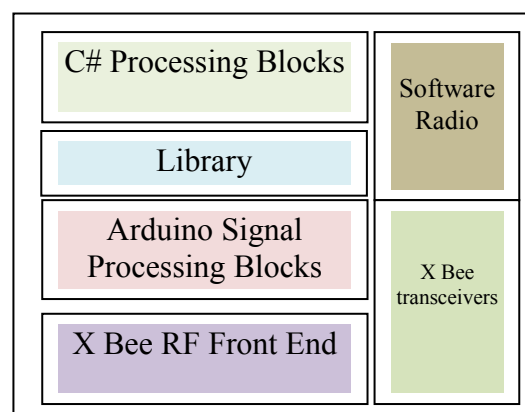 C# Processing Blocks
Library
Arduino Signal
Processing Blocks
X Bee RF Front End
Software
Radio
X Bee
transceivers